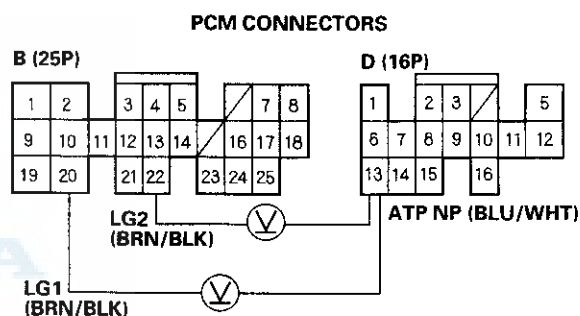 PCM CONNECTORS
B (25P)
D (16P)
1 2 3 4 5 7 8
9 10 11 12 13 14 16 17 18
19 20 21 22 23 24 25
1 2 3 5
6 7 8 9 10 11 12
13 14 15 16
LG2
(BRN/BLK)
V
ATP NP (BLU/WHT)
LG1
(BRN/BLK)
V